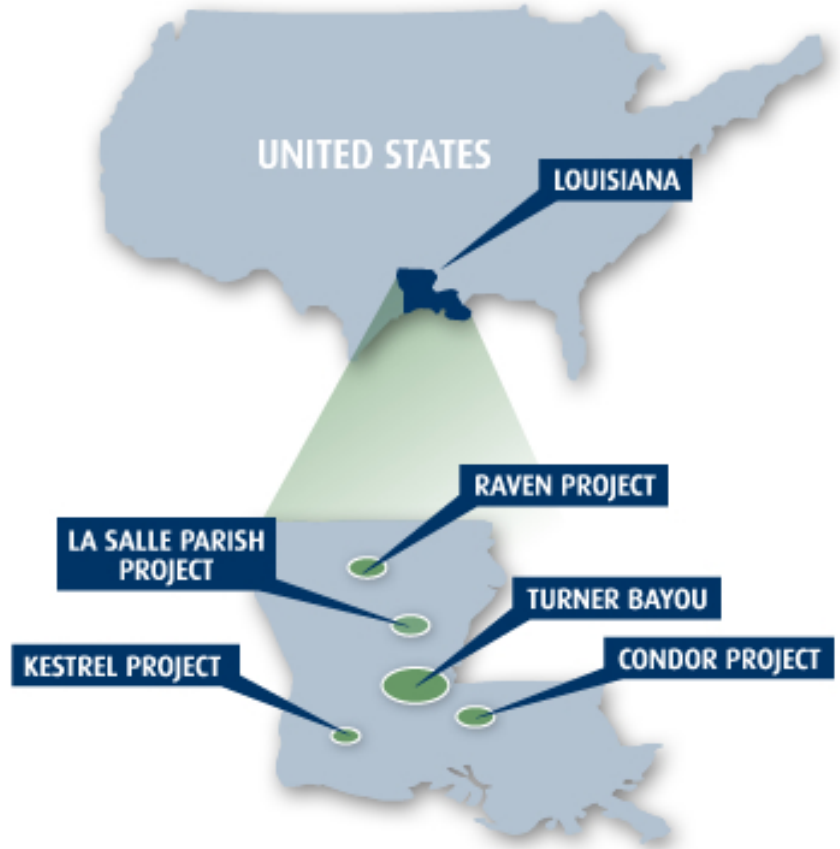 UNITED STATES
LOUISIANA
RAVEN PROJECT
LA SALLE PARISH
PROJECT
TURNER BAYOU
KESTREL PROJECT
CONDOR PROJECT